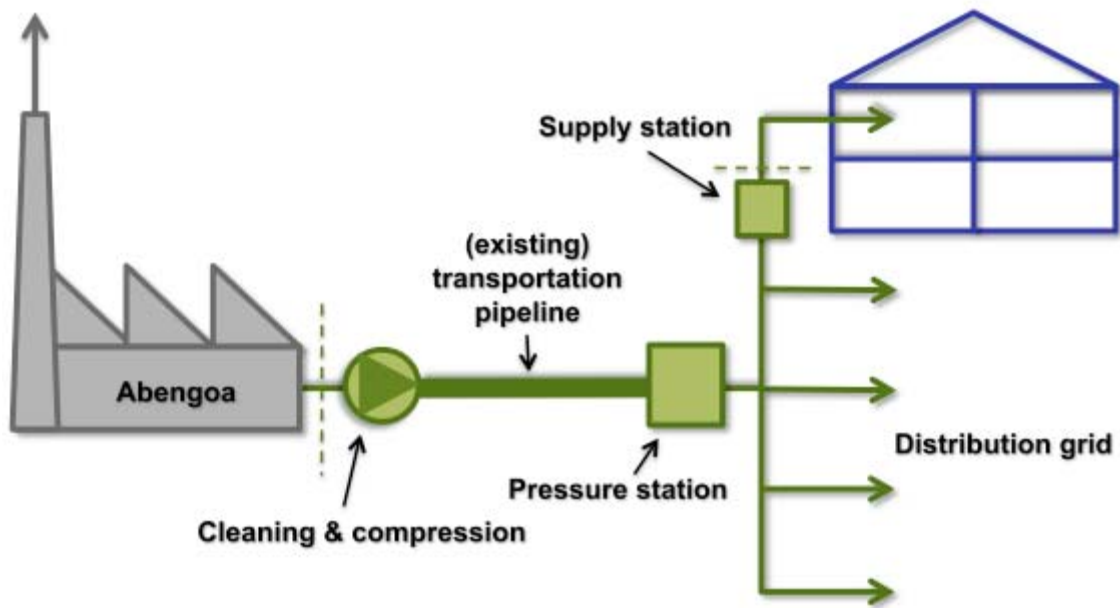 Supply station
(existing)
transportation
pipeline
Abengoa
Distribution grid
Pressure station
Cleaning & compression